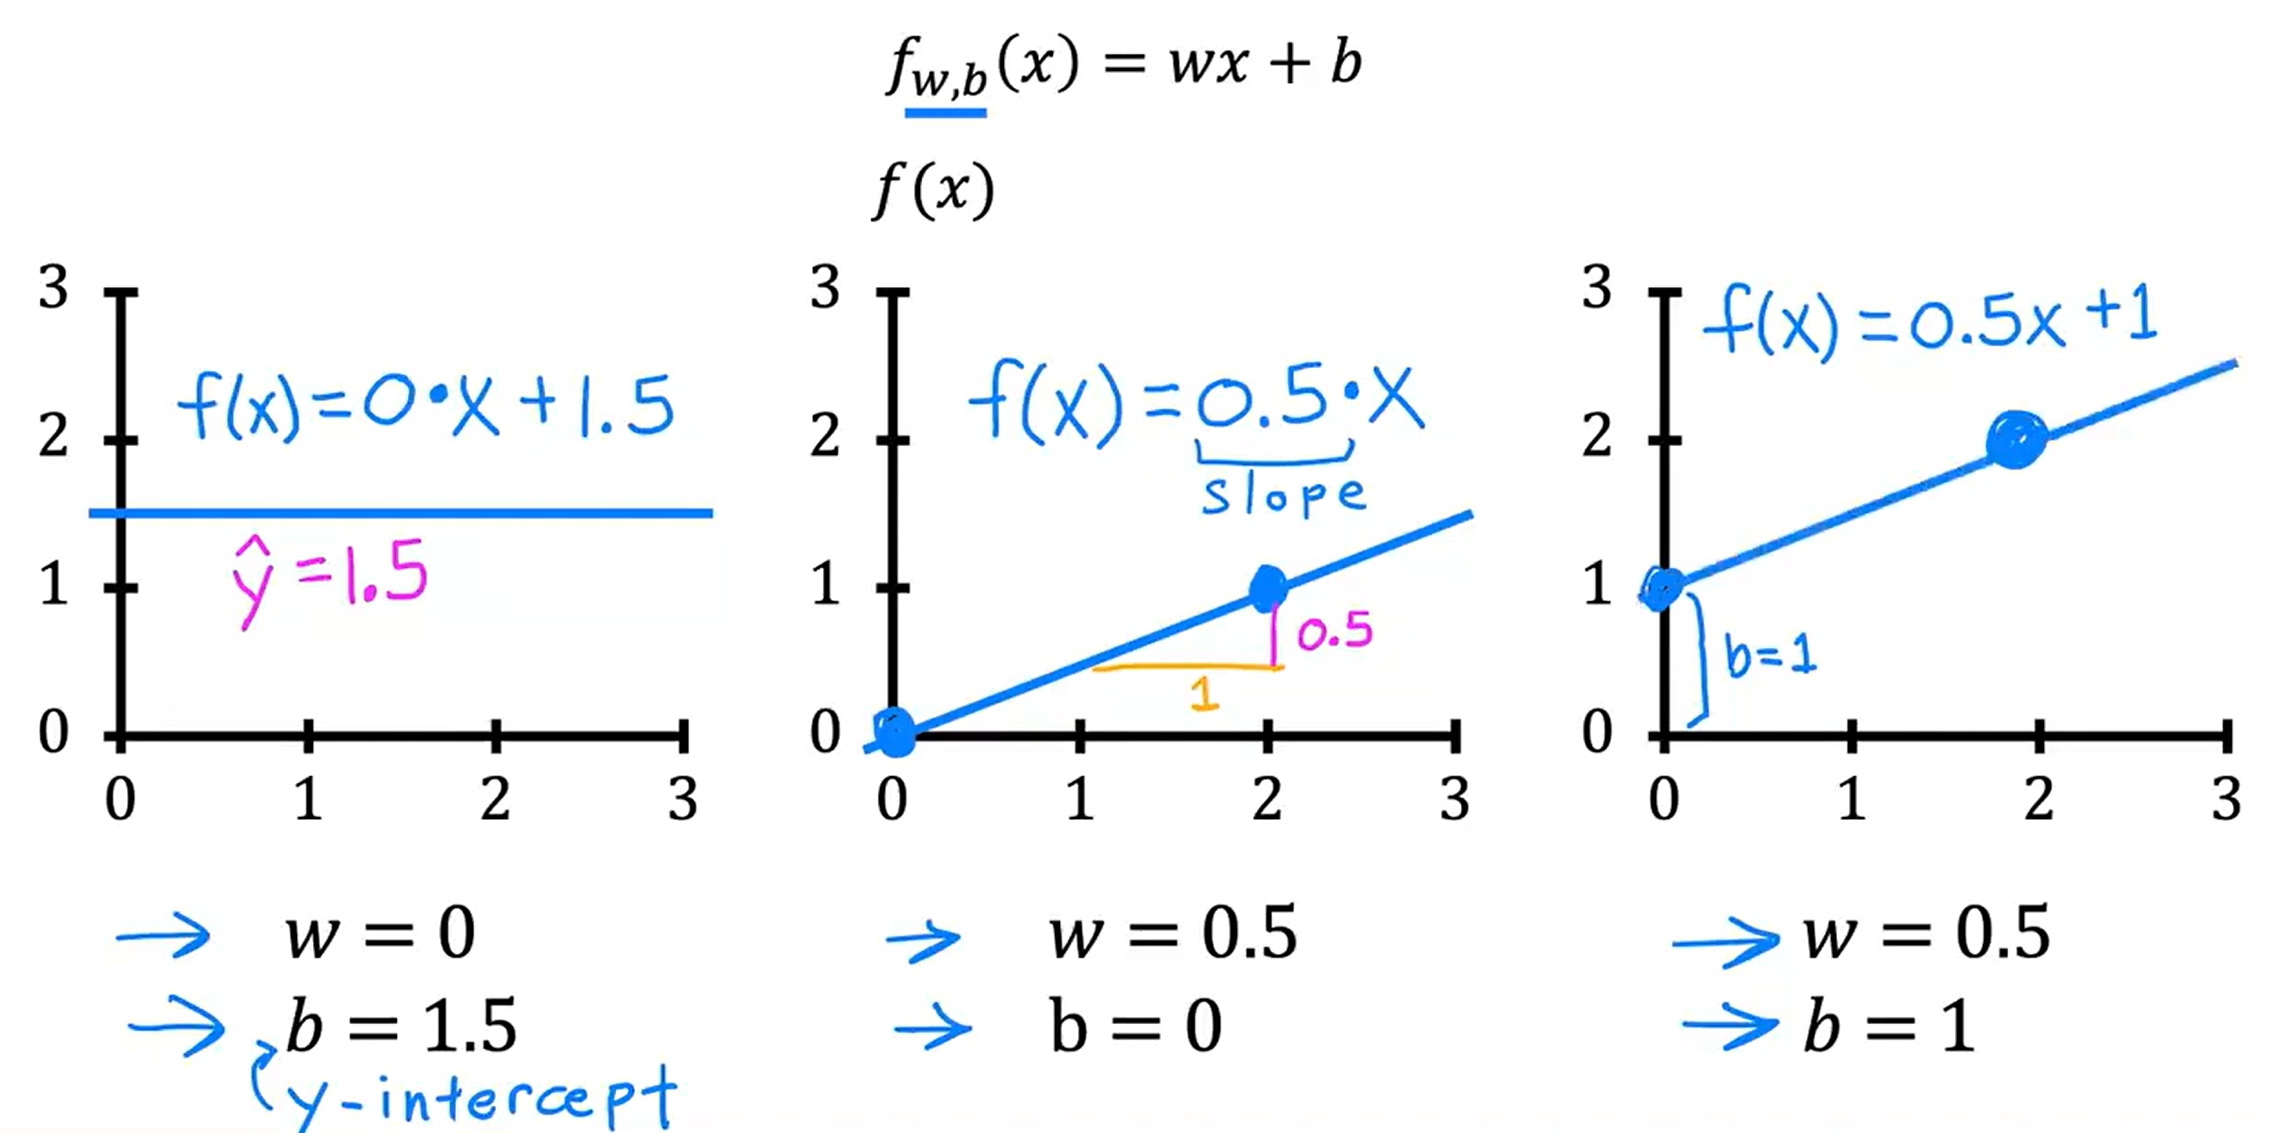 f_{w,b}(x) = wx + b
f(x)
3
f(x)=0•x+1.5
2
ŷ=1.5
1
0
0 1 2 3
w = 0
b = 1.5
y-intercept
3
f(x)=0.5•x
2
slope
1
0.5
1
0
0 1 2 3
w = 0.5
b = 0
3
f(x)=0.5x+1
2
1
b=1
0
0 1 2 3
w = 0.5
b = 1